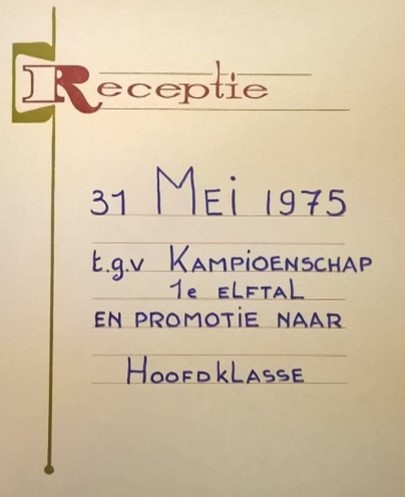 Receptie
31 MEi 1975
t.g.v KAMPiOENSCHAP
1e ELFTAL
EN PROMOTiE NAAR
HOOFDKLASSE